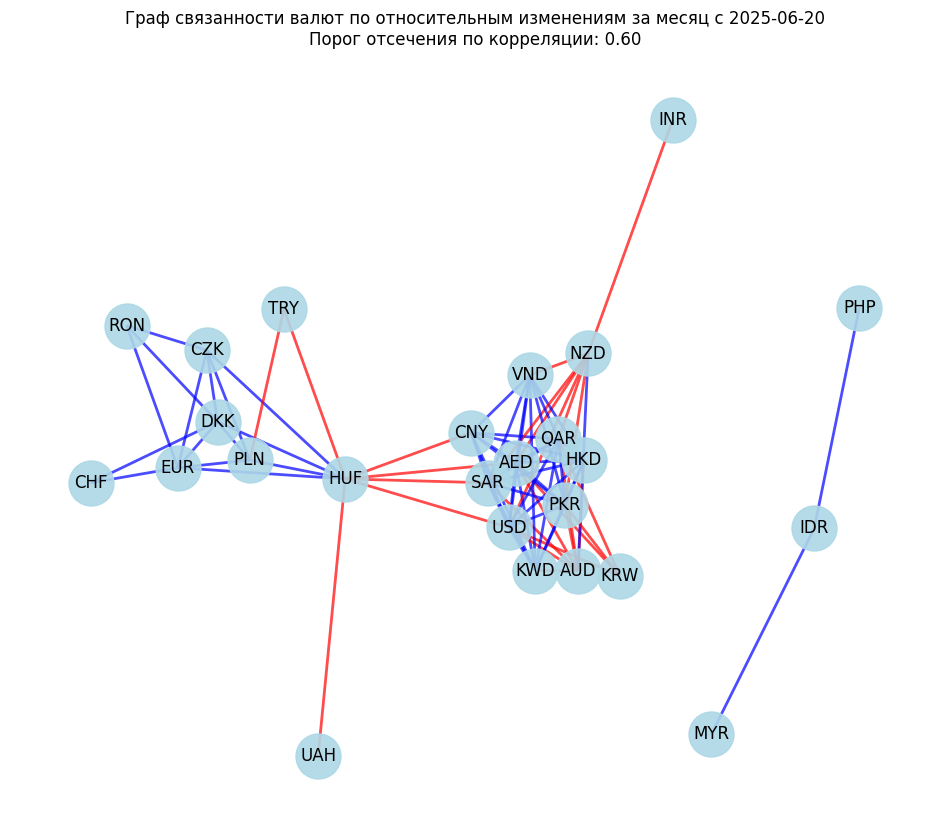 Граф связанности валют по относительным изменениям за месяц с 2025-06-20
Порог отсечения по корреляции: 0.60
INR
PHP
TRY
RON
CZK
NZD
VND
DKK
CNY
QAR
EUR
PLN
AED
HKD
CHF
HUF
SAR
PKR
USD
IDR
KWD
AUD
KRW
MYR
UAH